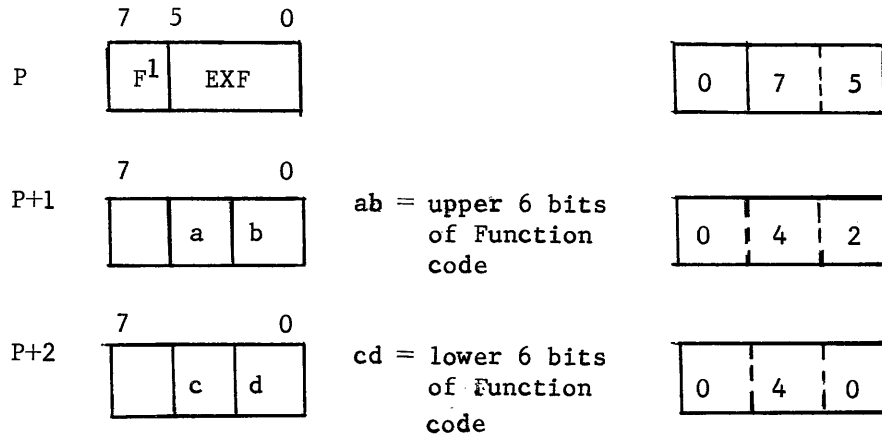 7 5 0
P F1 EXF 0 7 5
7 0
P+1 a b ab = upper 6 bits 0 4 2
of Function
code
7 0
P+2 c d cd = lower 6 bits 0 4 0
of Function
code